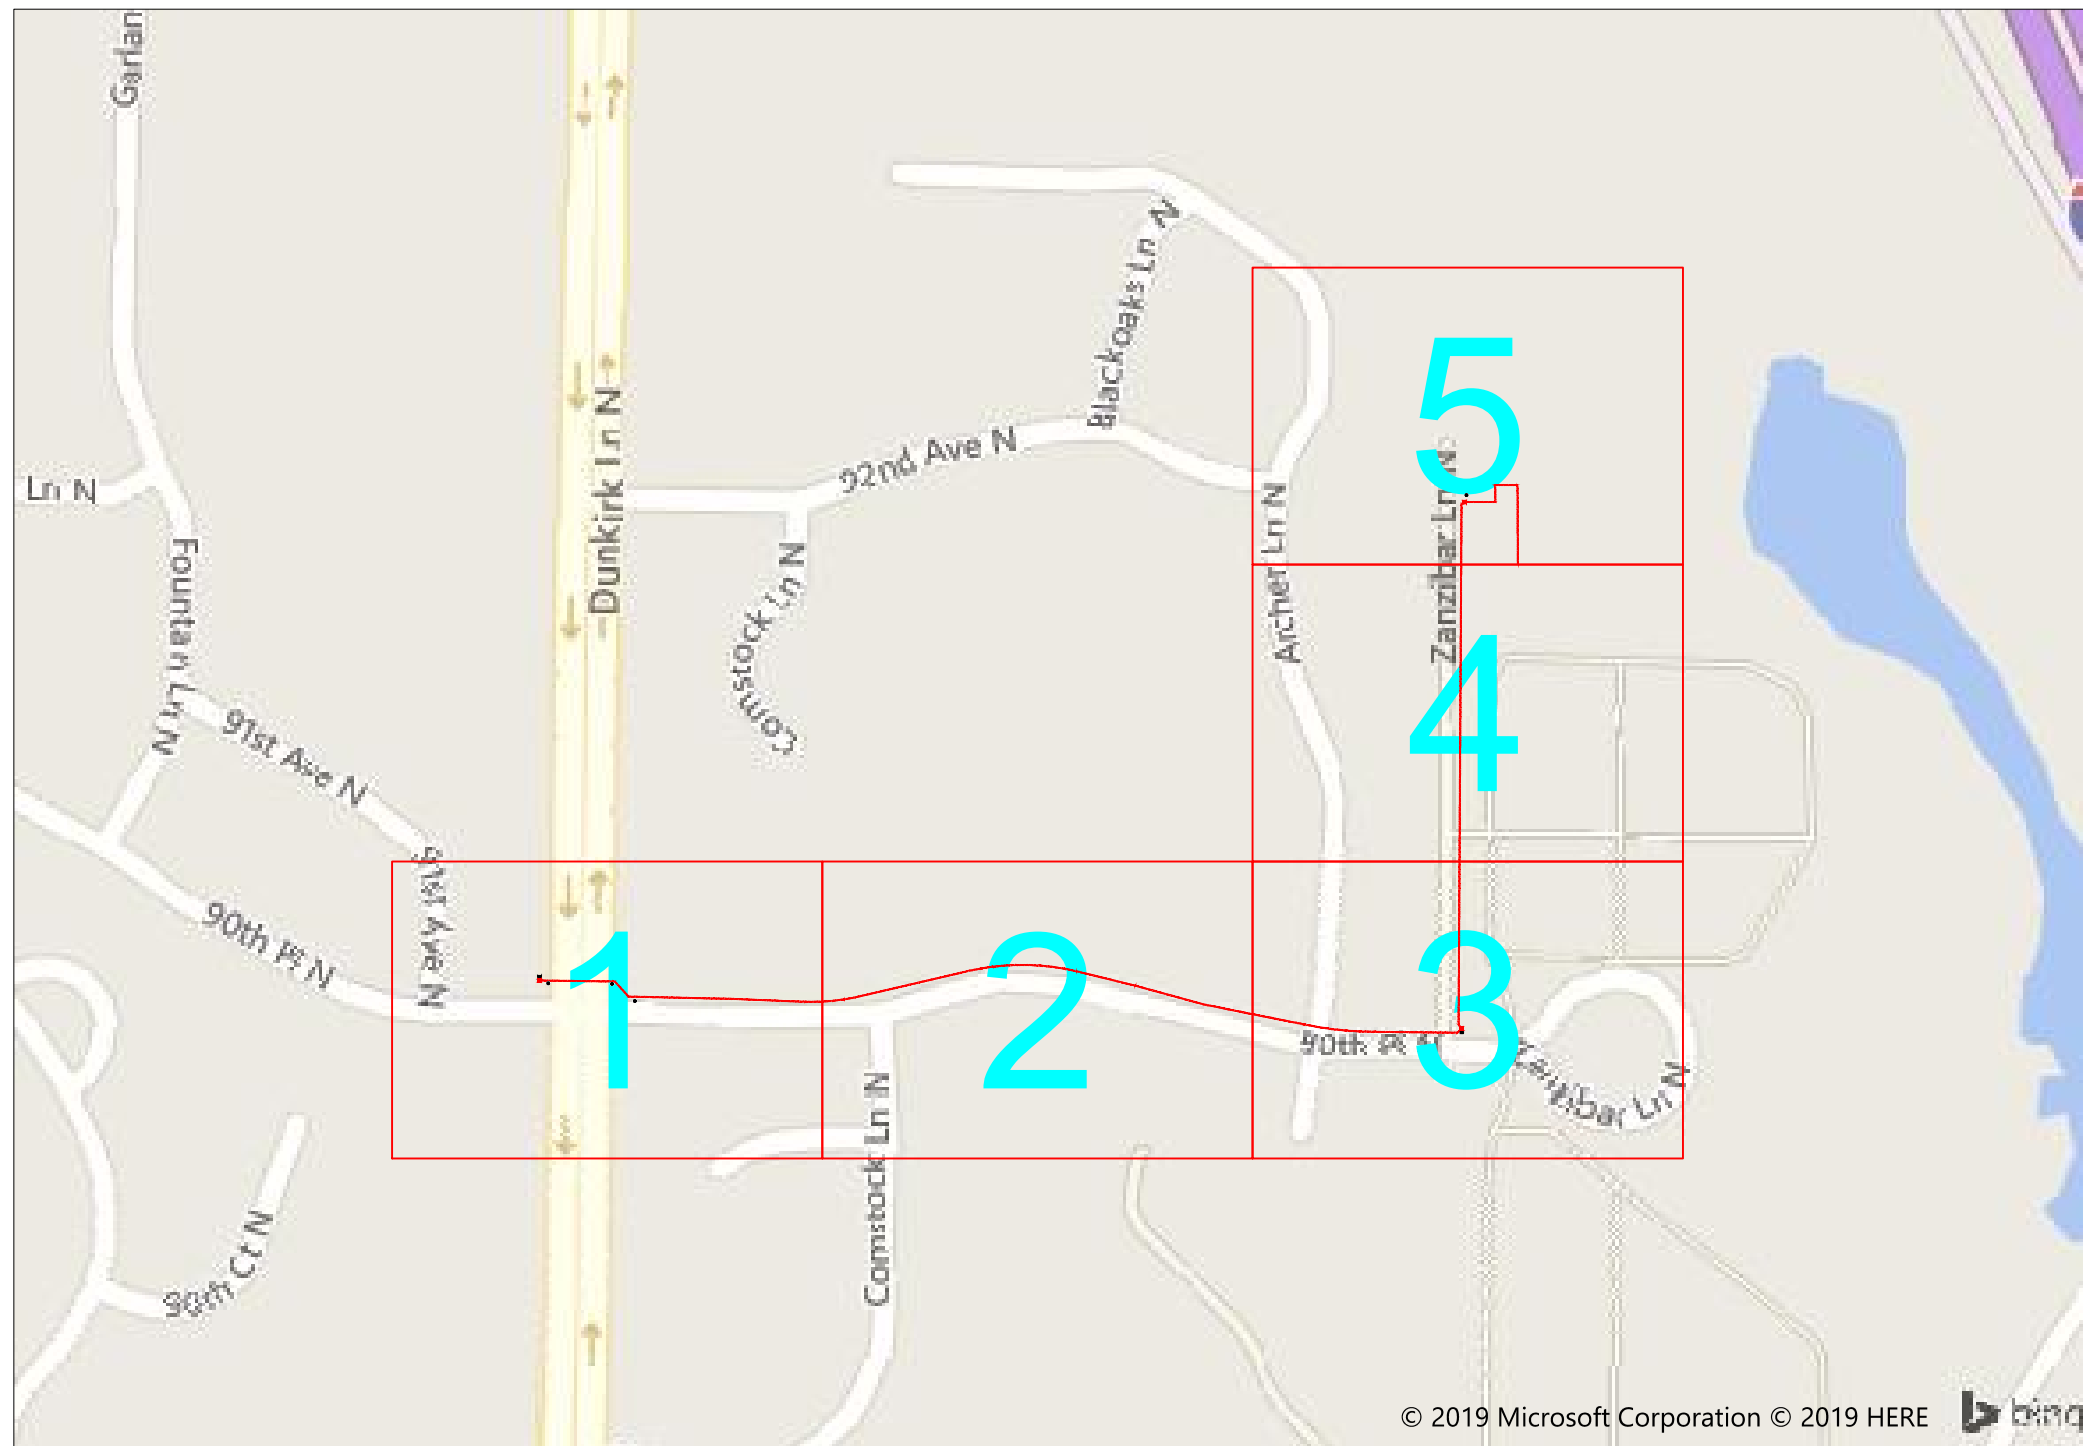 Garlan
Blackoaks Ln N
5
92nd Ave N
Dunkirk Ln N
Ln N
Zanzibar Ln N
Archer Ln N
Fountain Ln N
Comstock Ln N
4
91st Ave N
N
91st Ave N
90th Pl N
1
2
3
90th Pl N
Zanzibar Ln N
Comstock Ln N
90th Ct N
© 2019 Microsoft Corporation © 2019 HERE
bing